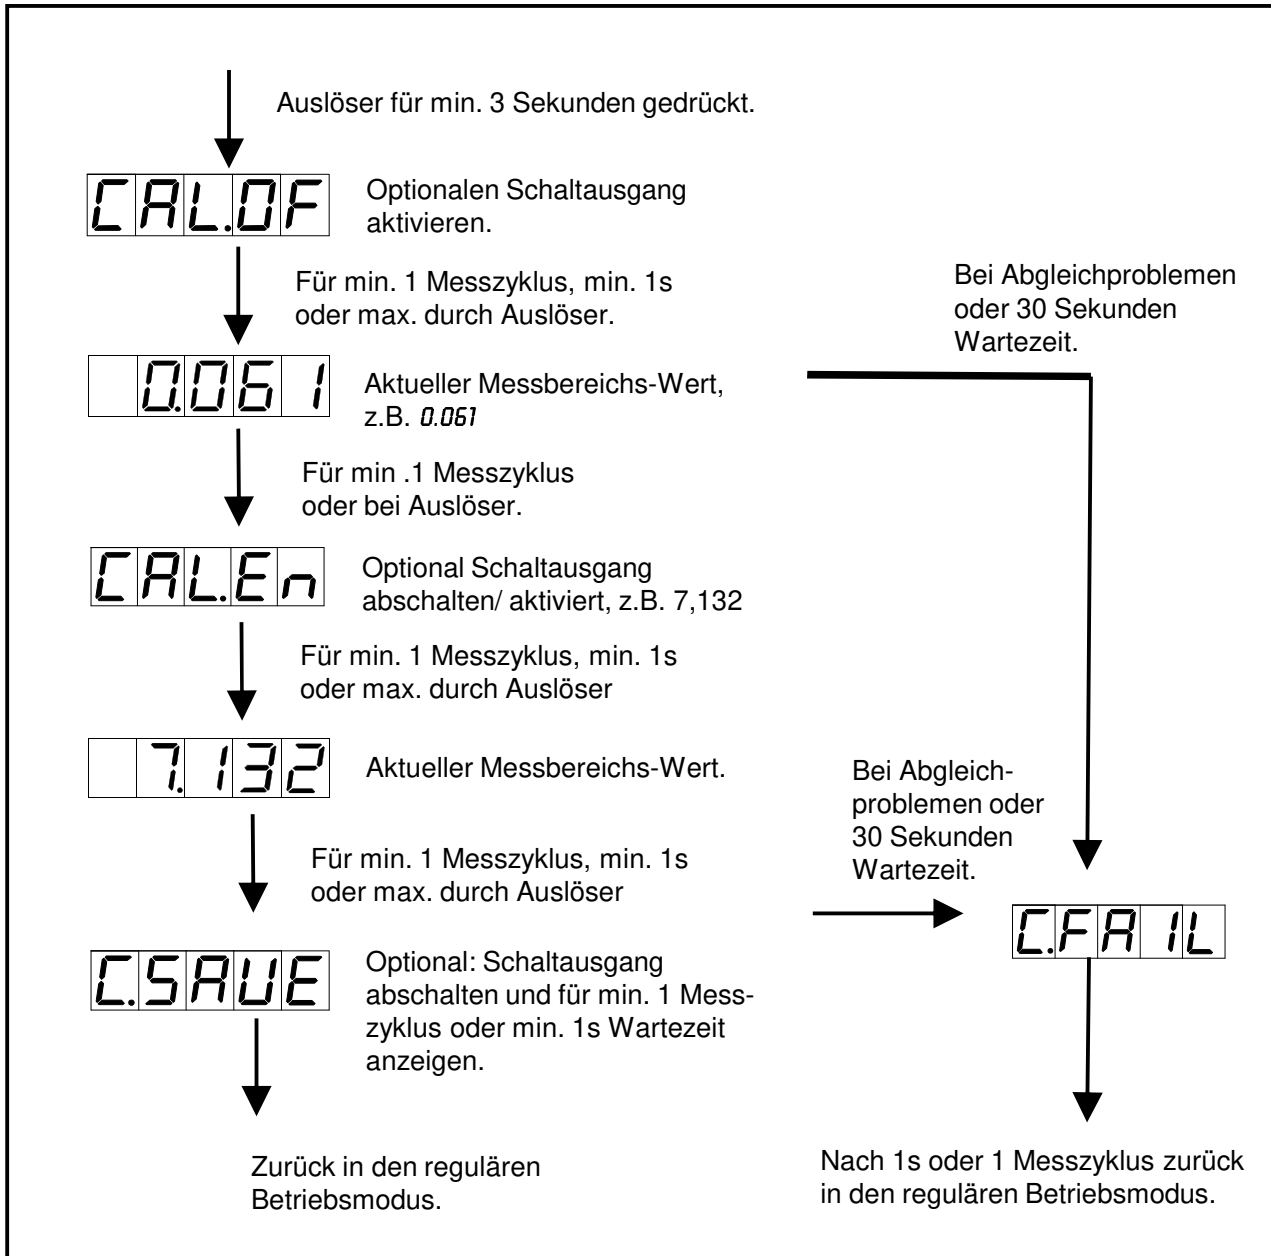 Auslöser für min. 3 Sekunden gedrückt.
CAL.OF
Optionalen Schaltausgang
aktivieren.
Für min. 1 Messzyklus, min. 1s
oder max. durch Auslöser.
0.061
Aktueller Messbereichs-Wert,
z.B. 0.061
Für min .1 Messzyklus
oder bei Auslöser.
CAL.En
Optional Schaltausgang
abschalten/ aktiviert, z.B. 7,132
Für min. 1 Messzyklus, min. 1s
oder max. durch Auslöser
7.132
Aktueller Messbereichs-Wert.
Für min. 1 Messzyklus, min. 1s
oder max. durch Auslöser
C.SAUE
Optional: Schaltausgang
abschalten und für min. 1 Mess-
zyklus oder min. 1s Wartezeit
anzeigen.
Zurück in den regulären
Betriebsmodus.
Bei Abgleichproblemen
oder 30 Sekunden
Wartezeit.
Bei Abgleich-
problemen oder
30 Sekunden
Wartezeit.
C.FAIL
Nach 1s oder 1 Messzyklus zurück
in den regulären Betriebsmodus.